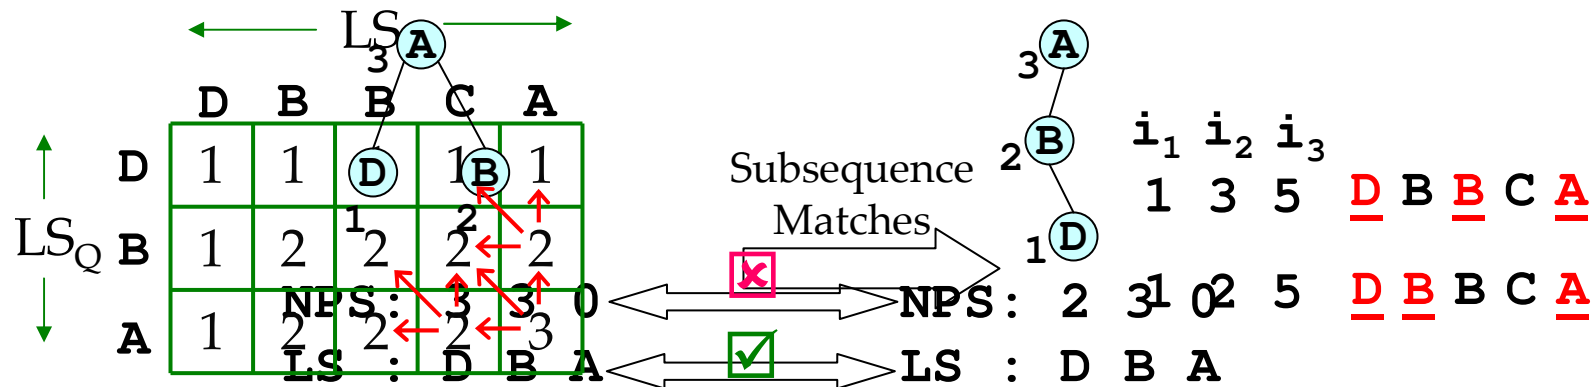 LS
A
3
A
3
D B B C A
i1 i2 i3
D 1 1 D 1 B 1
1 2
B
2
Subsequence
Matches
1 3 5 D B B C A
LSQ B 1 2 2 2 2
D
1
1 2 5 D B B C A
NPS: 3 3 0
NPS: 2 3 0
A 1 2 2 2 3
LS : D B A
LS : D B A